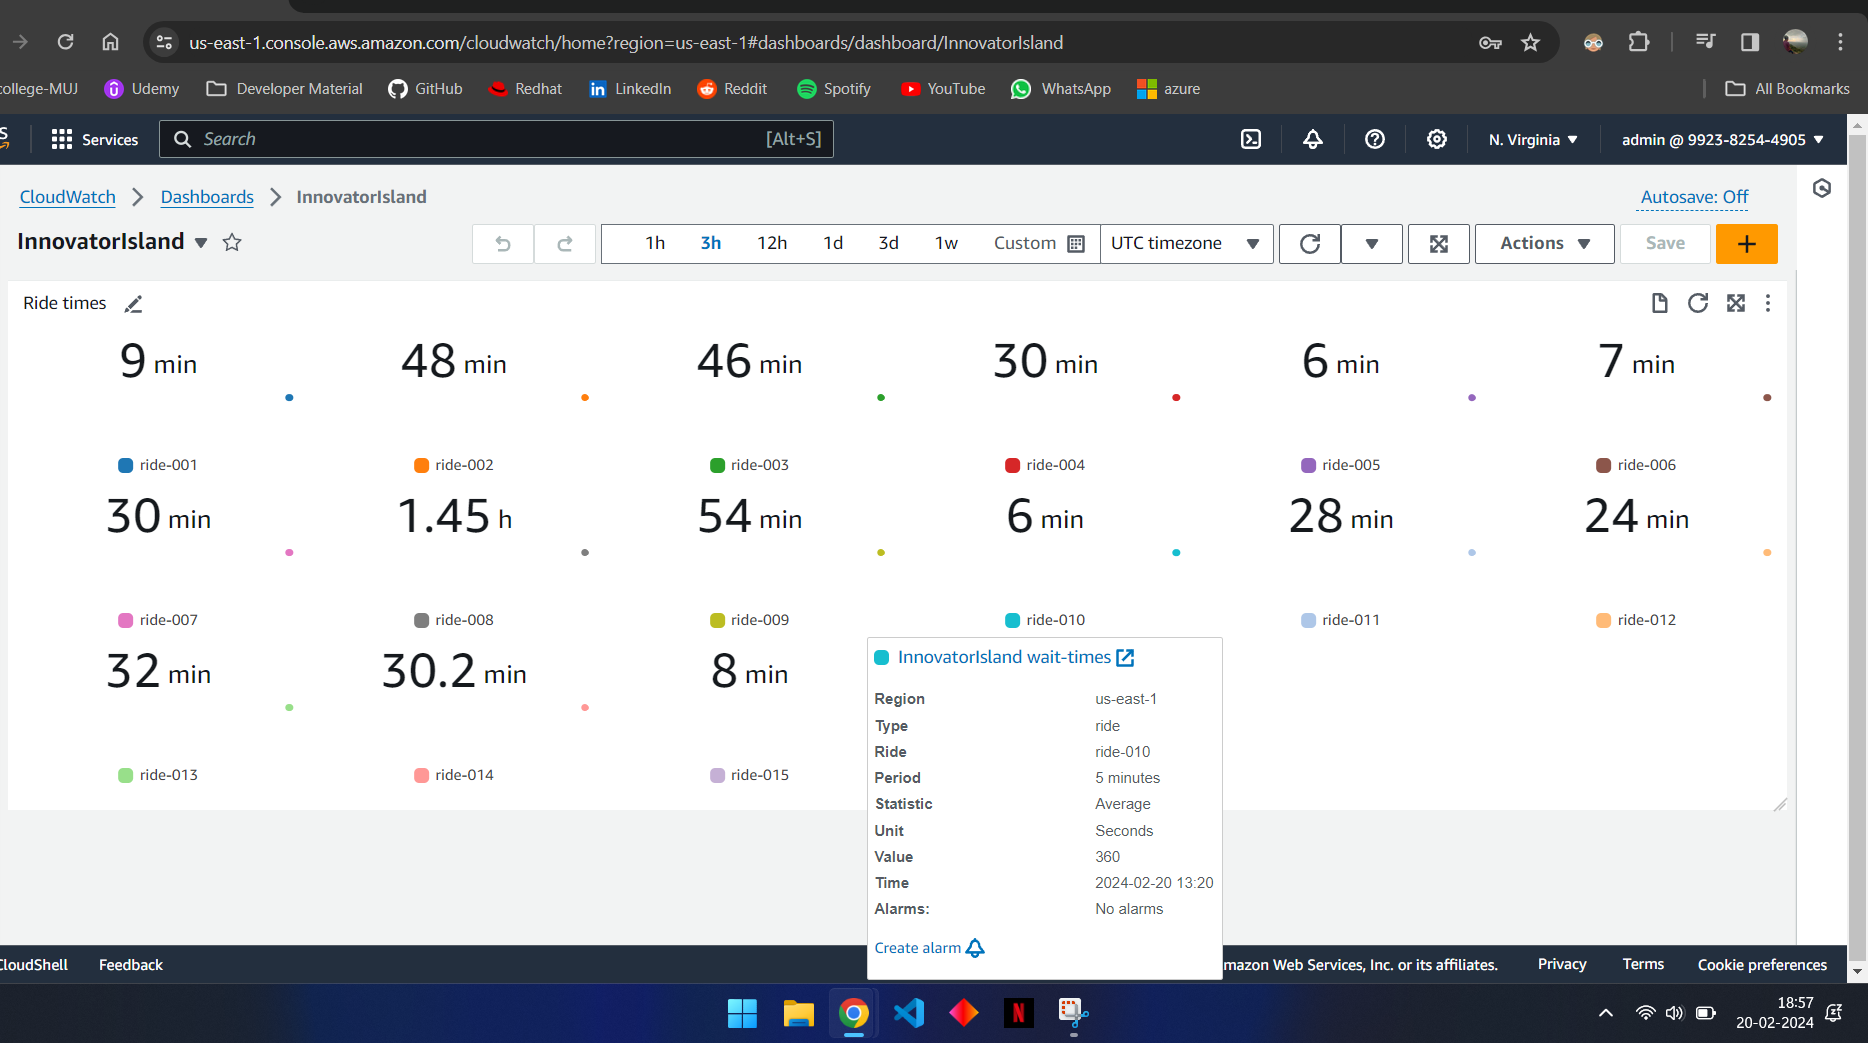 us-east-1.console.aws.amazon.com/cloudwatch/home?region=us-east-1#dashboards/dashboard/InnovatorIsland
college-MUJ Udemy Developer Material GitHub Redhat LinkedIn Reddit Spotify YouTube WhatsApp azure All Bookmarks
Services Search [Alt+S] N. Virginia admin @ 9923-8254-4905
CloudWatch Dashboards InnovatorIsland Autosave: Off
InnovatorIsland 1h 3h 12h 1d 3d 1w Custom UTC timezone Actions Save
Ride times
9 min 48 min 46 min 30 min 6 min 7 min
ride-001 ride-002 ride-003 ride-004 ride-005 ride-006
30 min 1.45 h 54 min 6 min 28 min 24 min
ride-007 ride-008 ride-009 ride-010 ride-011 ride-012
32 min 30.2 min 8 min
ride-013 ride-014 ride-015
InnovatorIsland wait-times
Region us-east-1
Type ride
Ride ride-010
Period 5 minutes
Statistic Average
Unit Seconds
Value 360
Time 2024-02-20 13:20
Alarms: No alarms
Create alarm
CloudShell Feedback mazon Web Services, Inc. or its affiliates. Privacy Terms Cookie preferences
18:57
20-02-2024